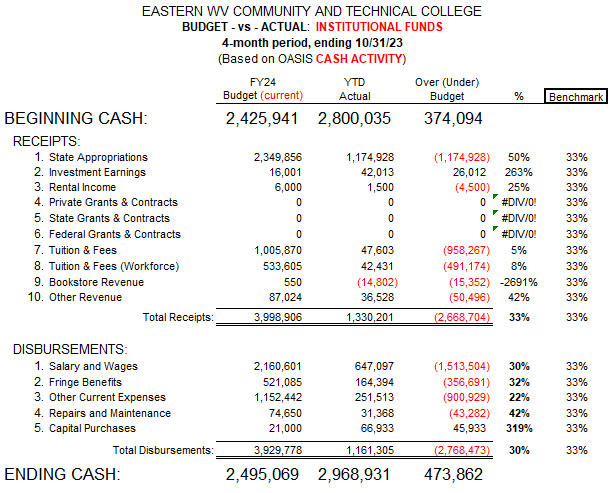 EASTERN WV COMMUNITY AND TECHNICAL COLLEGE
BUDGET - vs - ACTUAL: INSTITUTIONAL FUNDS
4-month period, ending 10/31/23
(Based on OASIS CASH ACTIVITY)
FY24 YTD Over (Under)
Budget (current) Actual Budget % Benchmark
BEGINNING CASH: 2,425,941 2,800,035 374,094
RECEIPTS:
1. State Appropriations 2,349,856 1,174,928 (1,174,928) 50% 33%
2. Investment Earnings 16,001 42,013 26,012 263% 33%
3. Rental Income 6,000 1,500 (4,500) 25% 33%
4. Private Grants & Contracts 0 0 0 #DIV/0! 33%
5. State Grants & Contracts 0 0 0 #DIV/0! 33%
6. Federal Grants & Contracts 0 0 0 #DIV/0! 33%
7. Tuition & Fees 1,005,870 47,603 (958,267) 5% 33%
8. Tuition & Fees (Workforce) 533,605 42,431 (491,174) 8% 33%
9. Bookstore Revenue 550 (14,802) (15,352) -2691% 33%
10. Other Revenue 87,024 36,528 (50,496) 42% 33%
Total Receipts: 3,998,906 1,330,201 (2,668,704) 33% 33%
DISBURSEMENTS:
1. Salary and Wages 2,160,601 647,097 (1,513,504) 30% 33%
2. Fringe Benefits 521,085 164,394 (356,691) 32% 33%
3. Other Current Expenses 1,152,442 251,513 (900,929) 22% 33%
4. Repairs and Maintenance 74,650 31,368 (43,282) 42% 33%
5. Capital Purchases 21,000 66,933 45,933 319% 33%
Total Disbursements: 3,929,778 1,161,305 (2,768,473) 30% 33%
ENDING CASH: 2,495,069 2,968,931 473,862